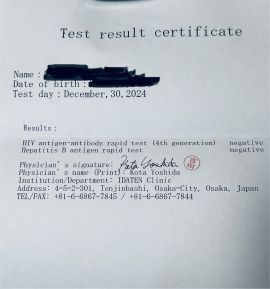 Test result certificate
Name:
Date of birth:
Test day: December, 30, 2024
Results:
HIV antigen-antibody rapid test (4th generation) negative
Hepatitis B antigen rapid test negative
Physician's signature: Kota Yoshida
Physician's name (Print): Kota Yoshida
Institution/Department: IDATEN Clinic
Address: 4-5-2-301, Tenjinbashi, Osaka-City, Osaka, Japan
TEL/FAX: +81-6-6867-7845 / +81-6-6867-7844